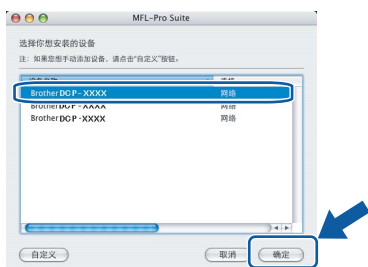 MFL-Pro Suite
选择你想安装的设备
注：如果您想手动添加设备，请点击“自定义”按钮。
Brother DCP-XXXX 网络
Brother DCP-XXXX 网络
Brother DCP-XXXX 网络
自定义 取消 确定